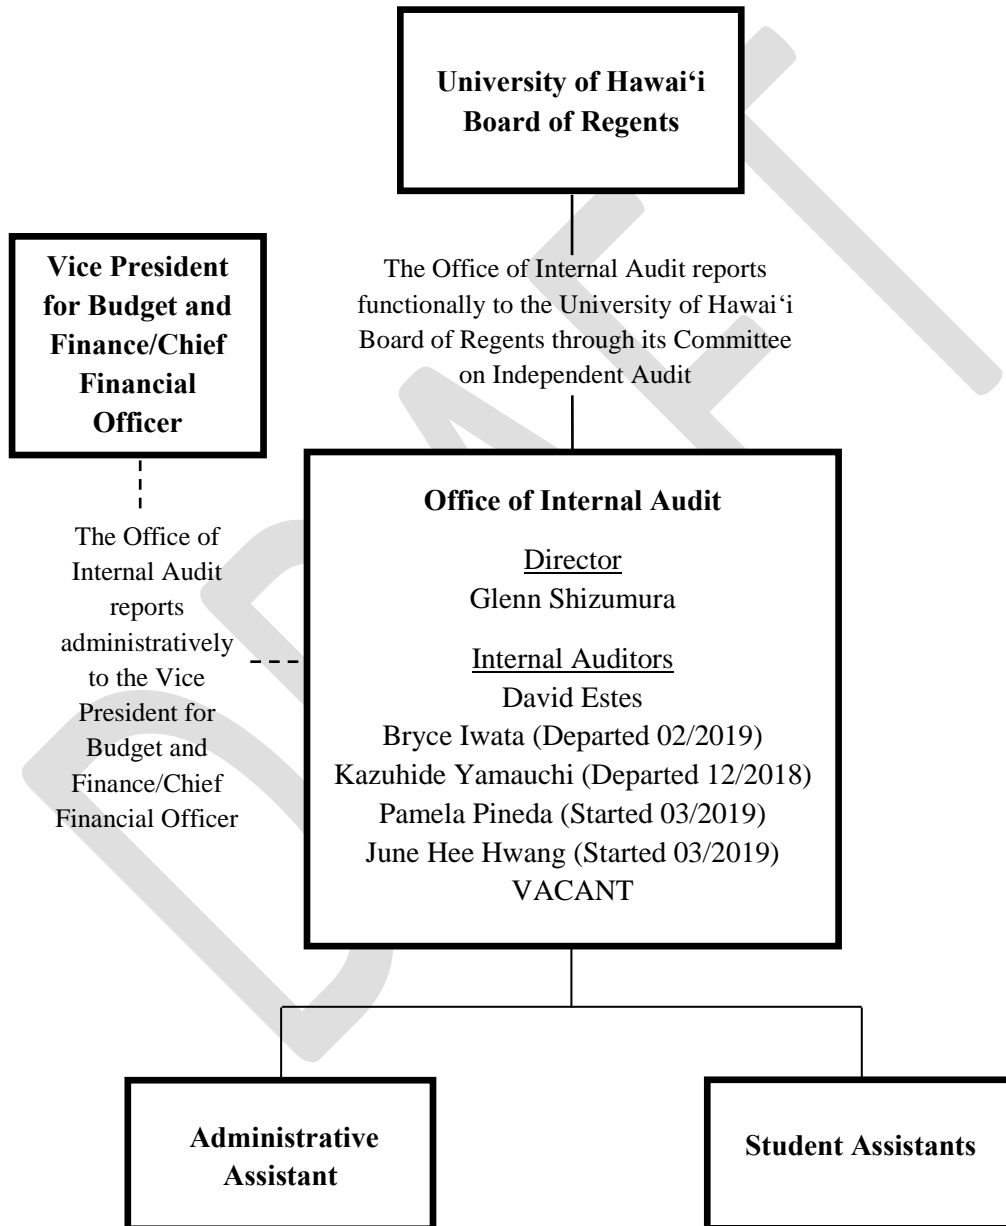 University of Hawai‘i
Board of Regents
Vice President
for Budget and
Finance/Chief
Financial
Officer
The Office of Internal Audit reports
functionally to the University of Hawai‘i
Board of Regents through its Committee
on Independent Audit
The Office of
Internal Audit
reports
administratively
to the Vice
President for
Budget and
Finance/Chief
Financial Officer
Office of Internal Audit
Director
Glenn Shizumura
Internal Auditors
David Estes
Bryce Iwata (Departed 02/2019)
Kazuhide Yamauchi (Departed 12/2018)
Pamela Pineda (Started 03/2019)
June Hee Hwang (Started 03/2019)
VACANT
Administrative
Assistant
Student Assistants
DRAFT